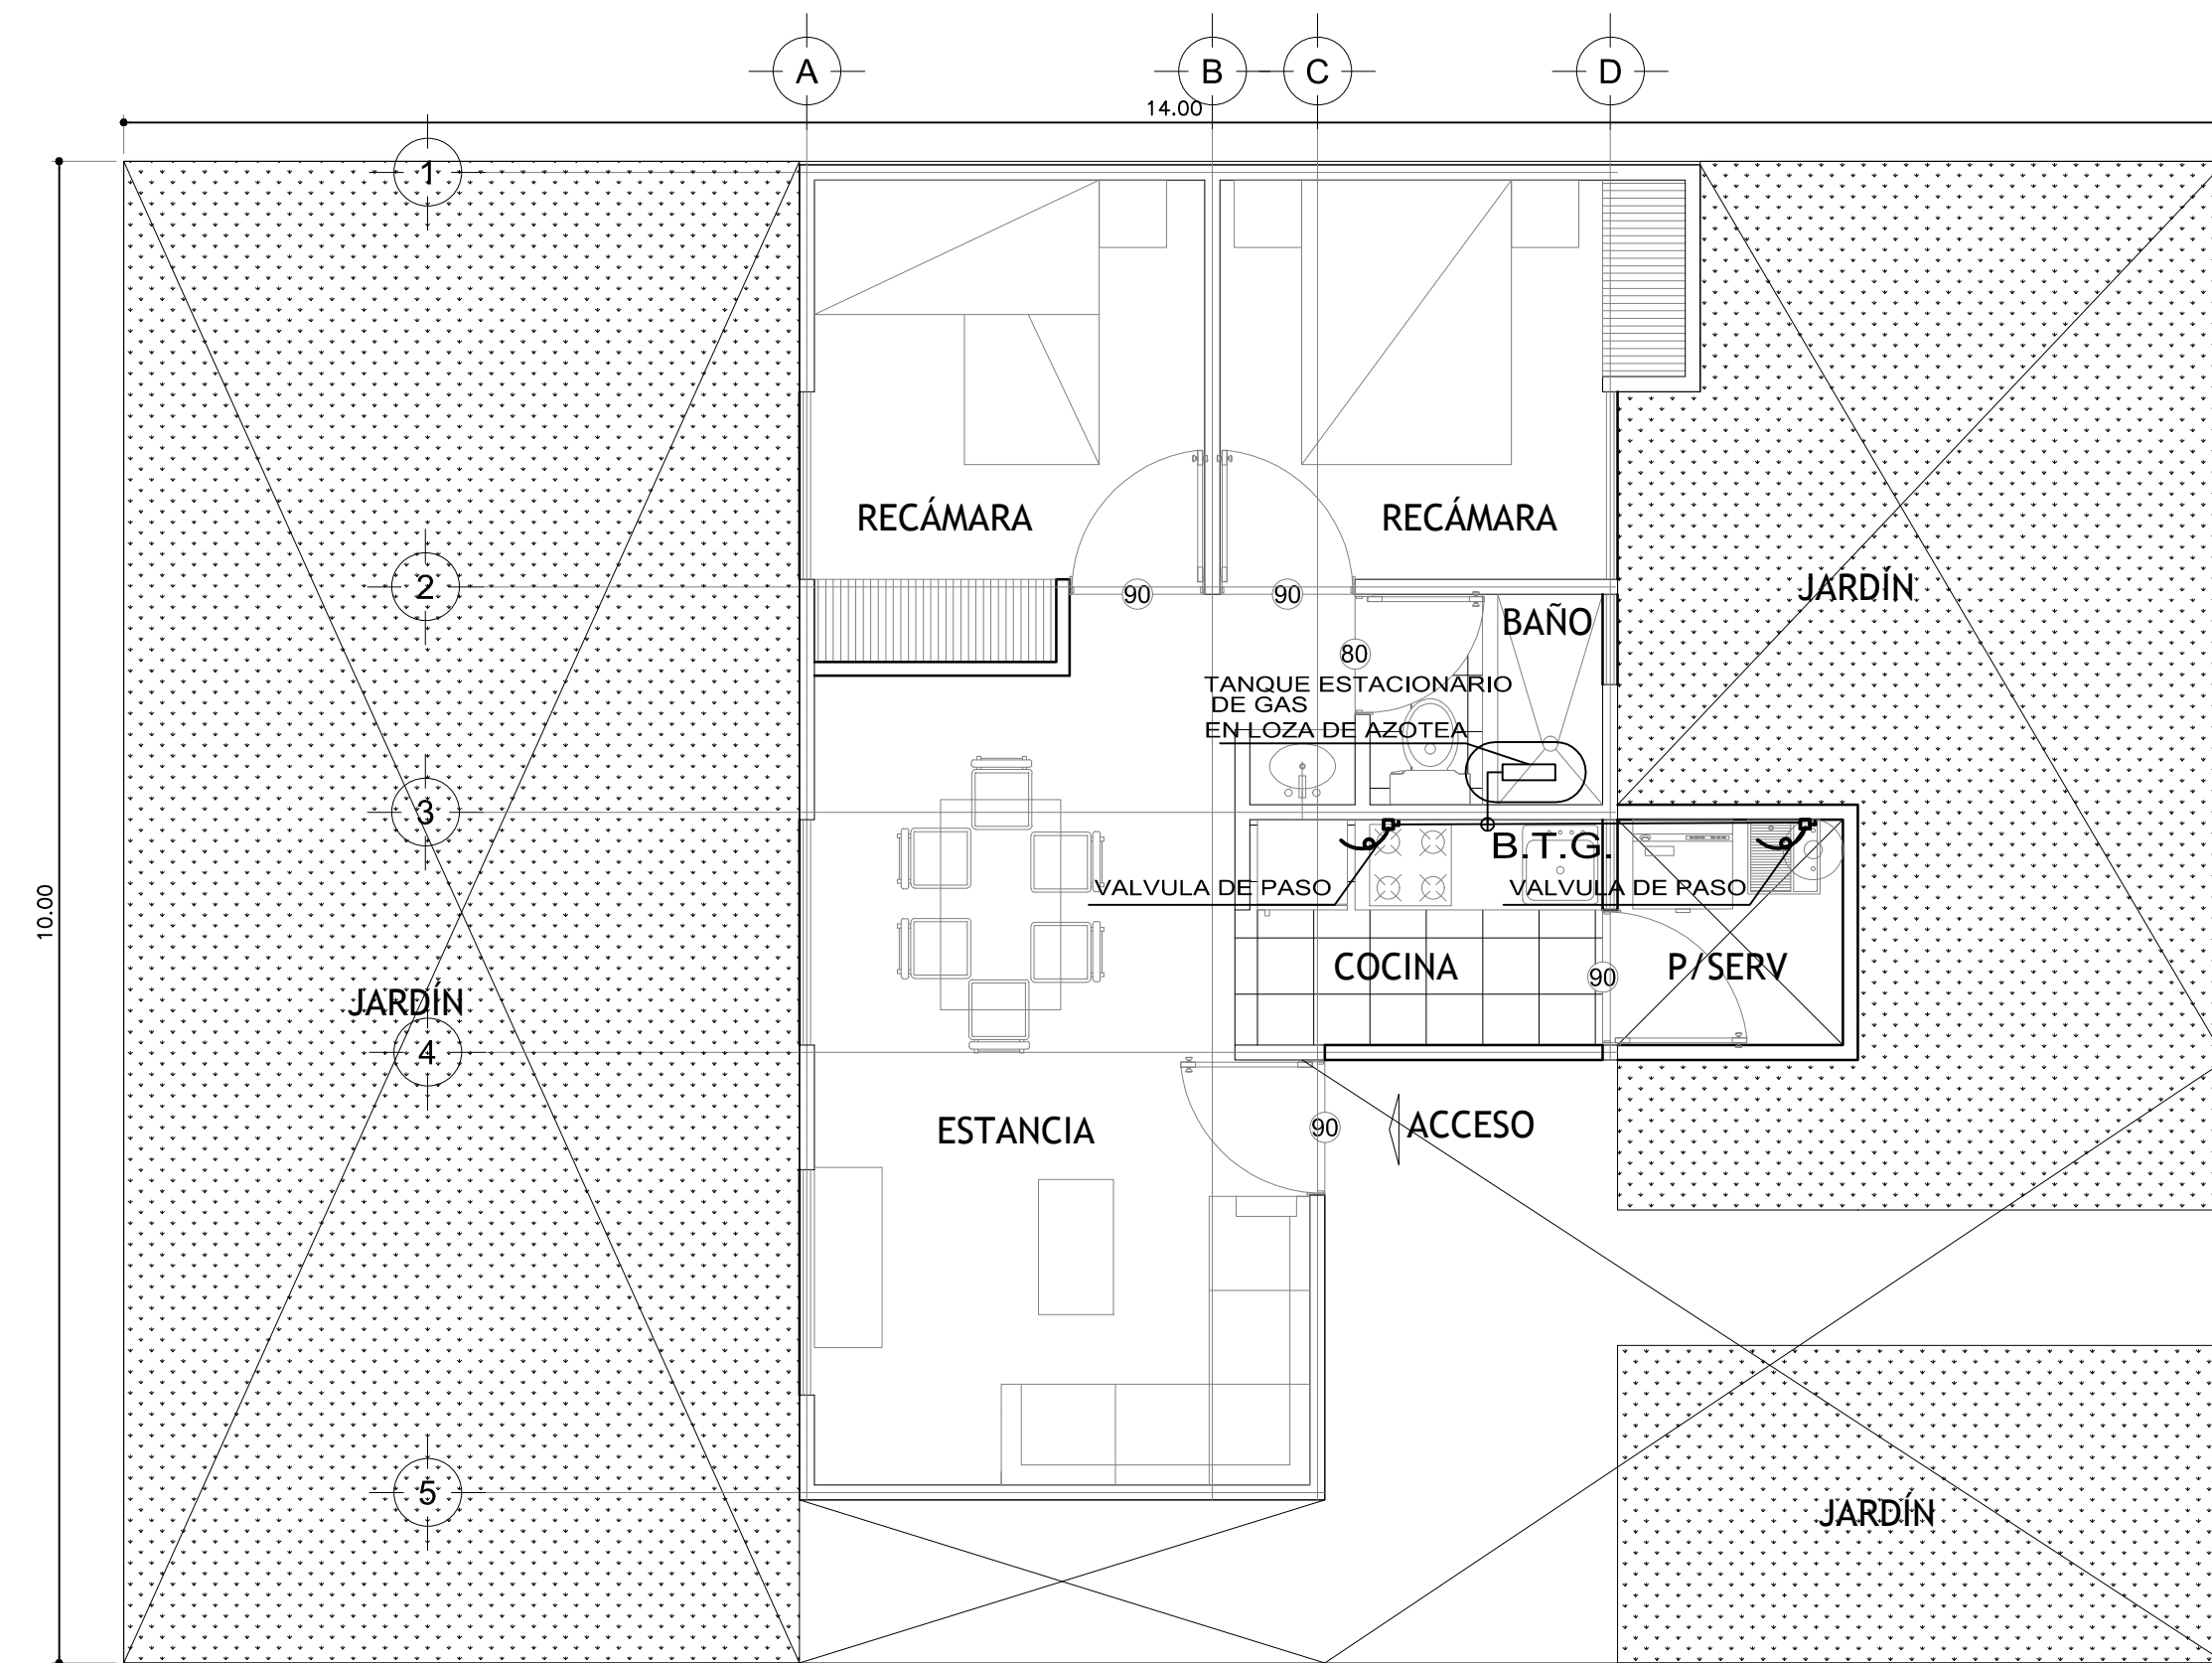 A
B
C
D
14.00
1
RECÁMARA
RECÁMARA
2
90
90
JARDÍN
BAÑO
80
TANQUE ESTACIONARIO
DE GAS
EN LOZA DE AZOTEA
3
B.T.G.
VALVULA DE PASO
VALVULA DE PASO
10.00
COCINA
90
P/SERV
JARDÍN
4
ESTANCIA
90
ACCESO
5
JARDÍN